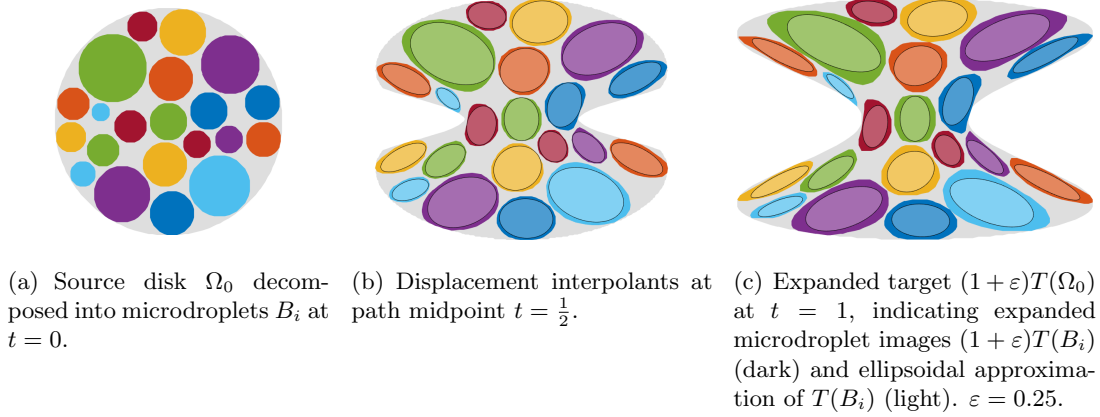 (a) Source disk Ω₀ decom-
posed into microdroplets Bᵢ at
t = 0.
(b) Displacement interpolants at
path midpoint t = 1/2.
(c) Expanded target (1 + ε)T(Ω₀)
at t = 1, indicating expanded
microdroplet images (1 + ε)T(Bᵢ)
(dark) and ellipsoidal approxima-
tion of T(Bᵢ) (light). ε = 0.25.